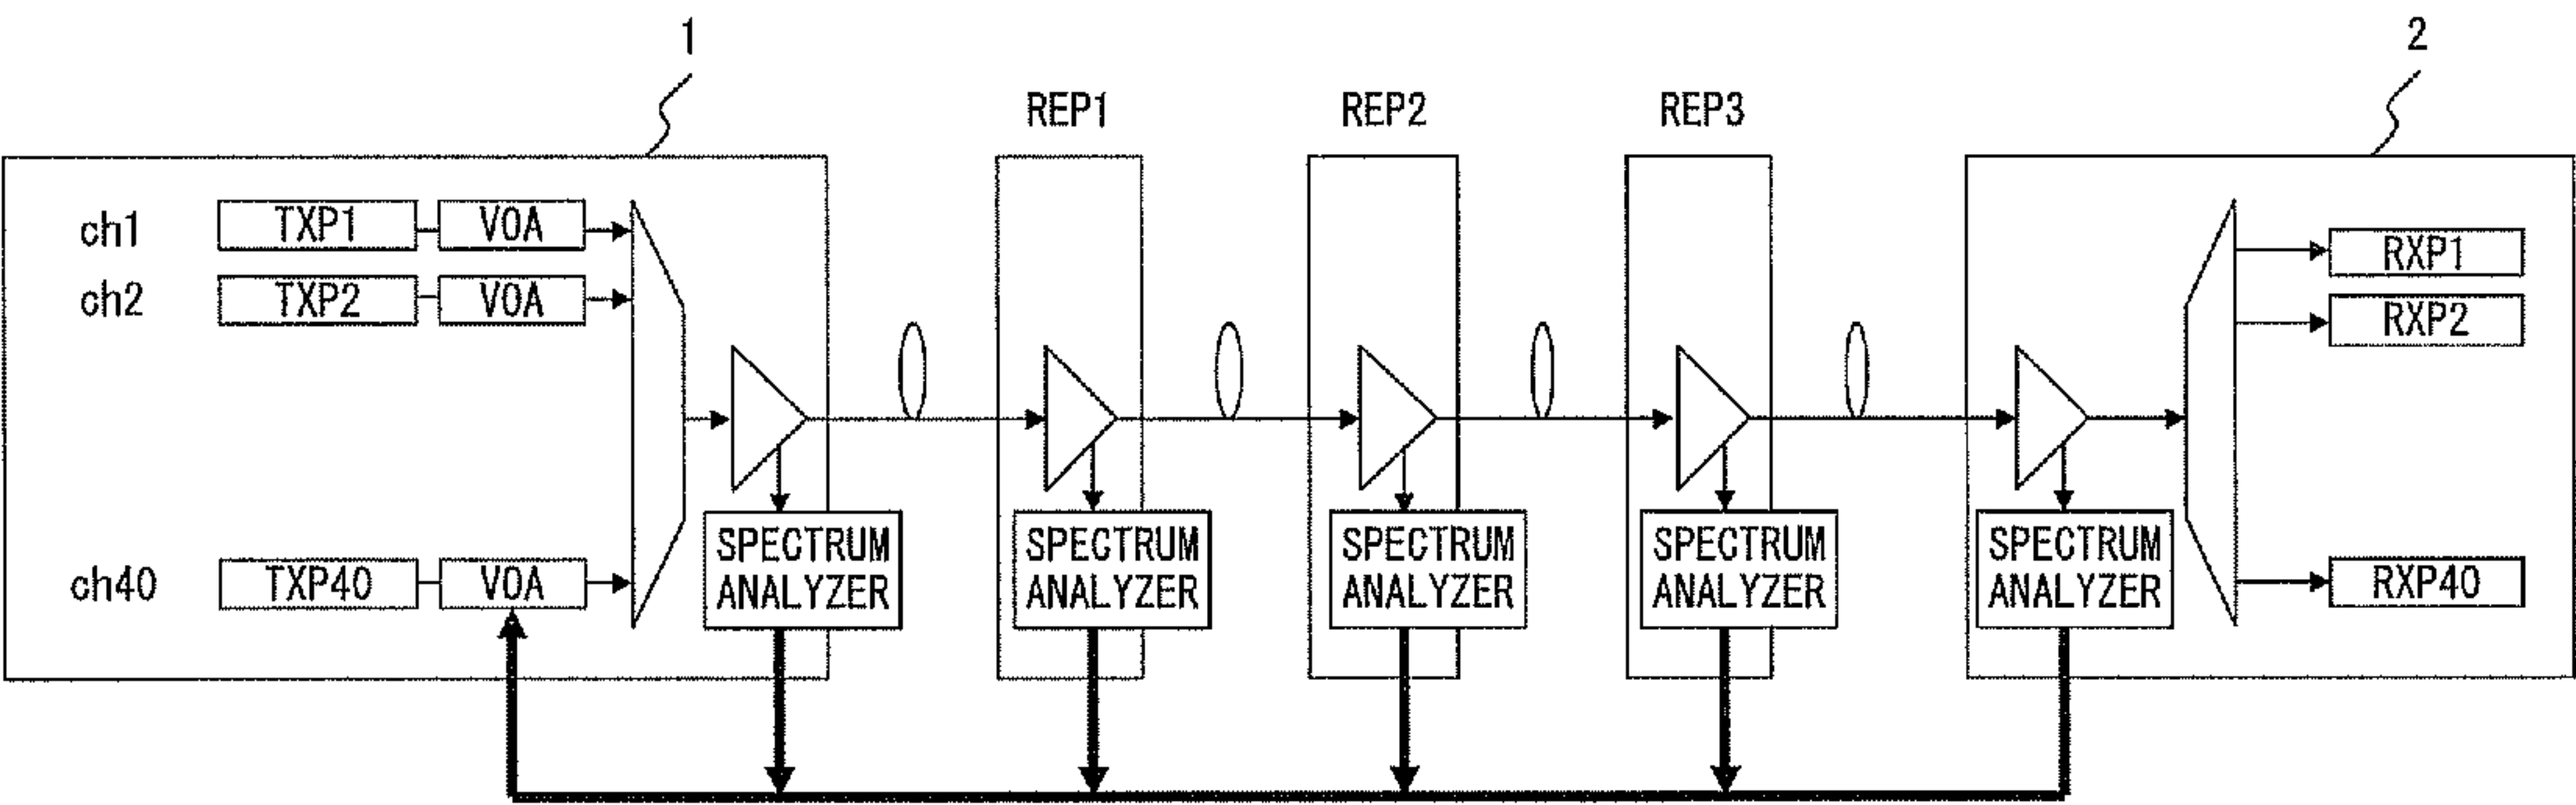 1
2
REP1
REP2
REP3
ch1
TXP1
VOA
RXP1
ch2
TXP2
VOA
RXP2
ch40
TXP40
VOA
SPECTRUM
ANALYZER
SPECTRUM
ANALYZER
SPECTRUM
ANALYZER
SPECTRUM
ANALYZER
SPECTRUM
ANALYZER
RXP40